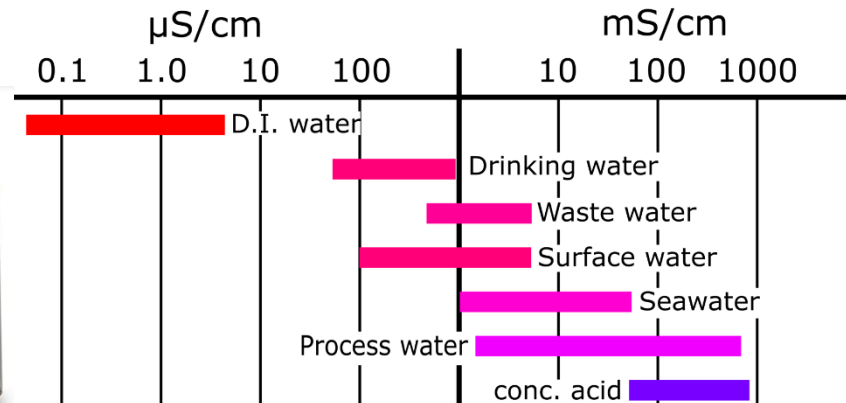 µS/cm mS/cm
0.1 1.0 10 100 10 100 1000
D.I. water
Drinking water
Waste water
Surface water
Seawater
Process water
conc. acid